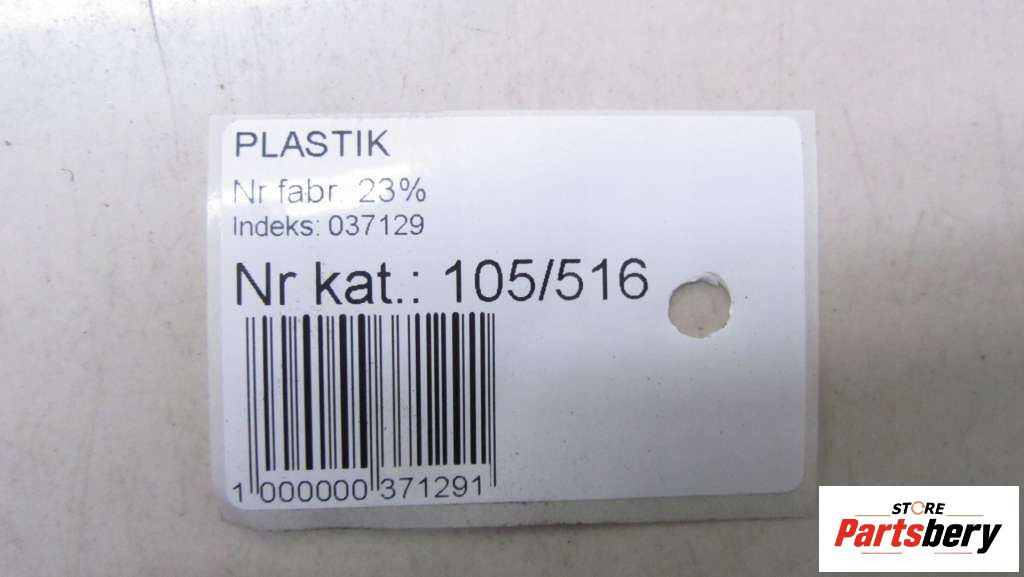 PLASTIK
Nr fabr. 23%
Indeks: 037129
Nr kat.: 105/516
1 000000 371291
STORE
Partsbery